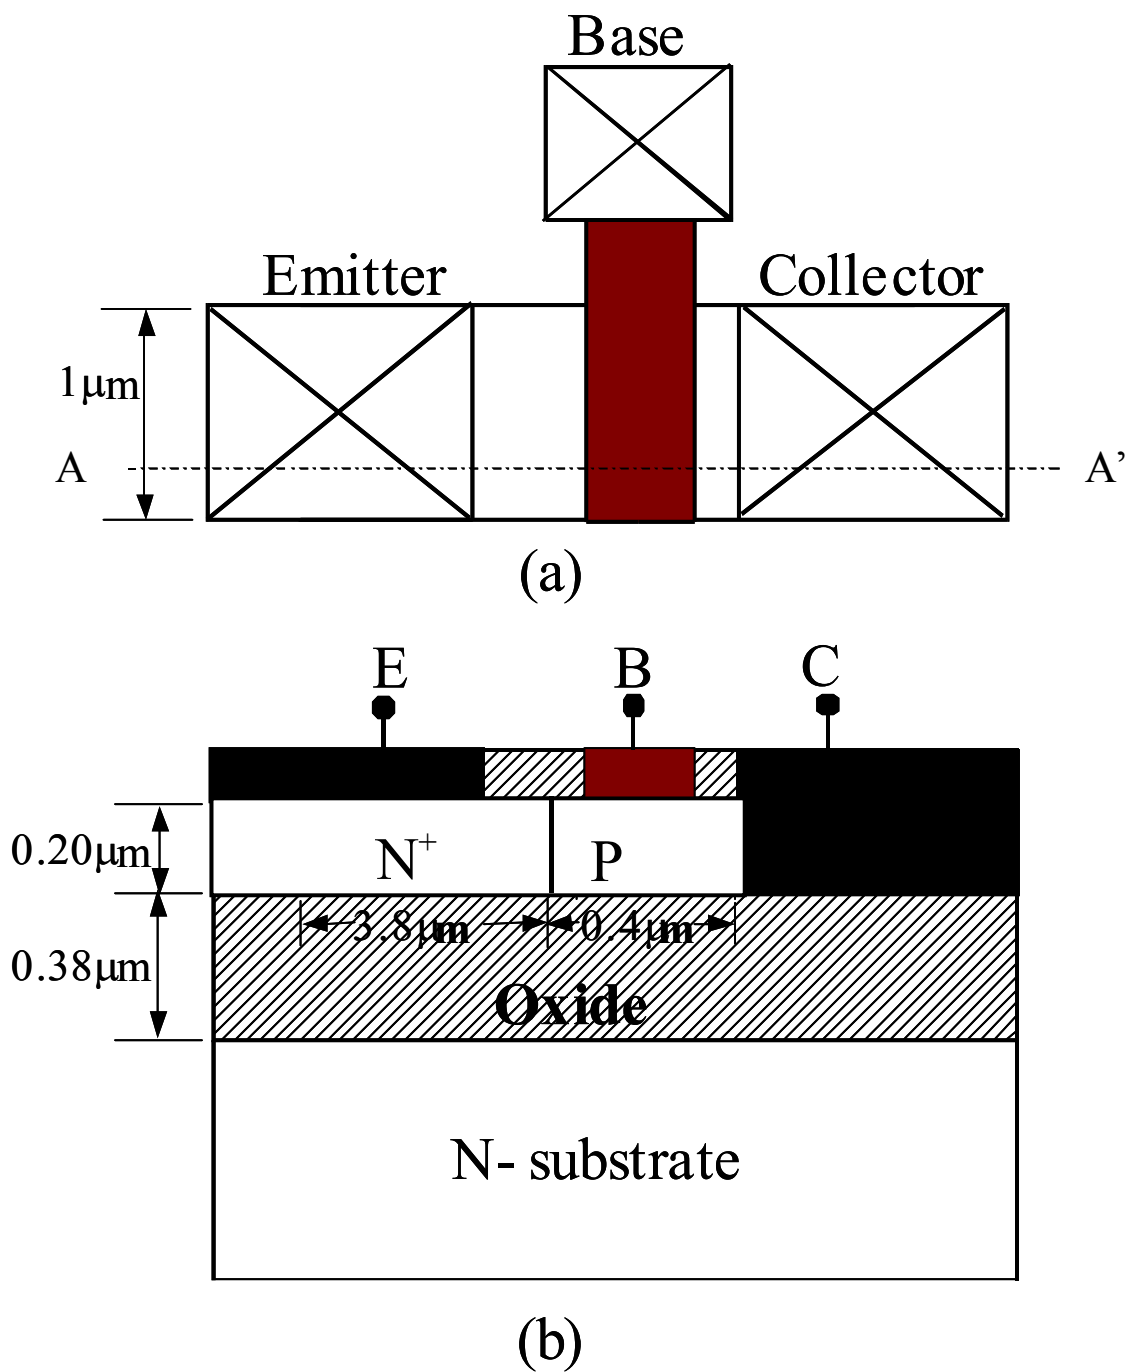 Base
Emitter
Collector
1μm
A
A’
(a)
E
B
C
0.20μm
N+
P
3.8μm
0.4μm
0.38μm
Oxide
N- substrate
(b)